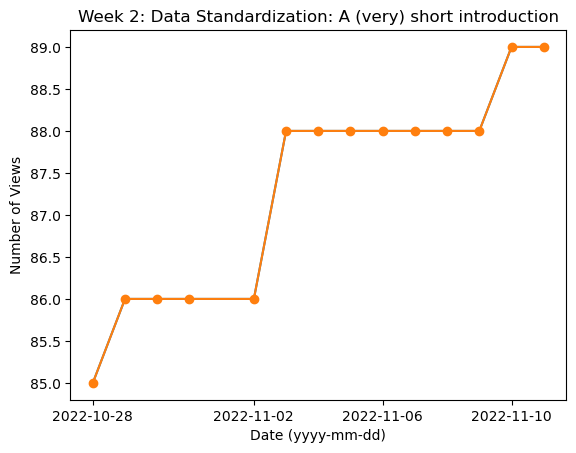 Week 2: Data Standardization: A (very) short introduction
89.0
88.5
88.0
87.5
87.0
86.5
86.0
85.5
85.0
Number of Views
2022-10-28 2022-11-02 2022-11-06 2022-11-10
Date (yyyy-mm-dd)